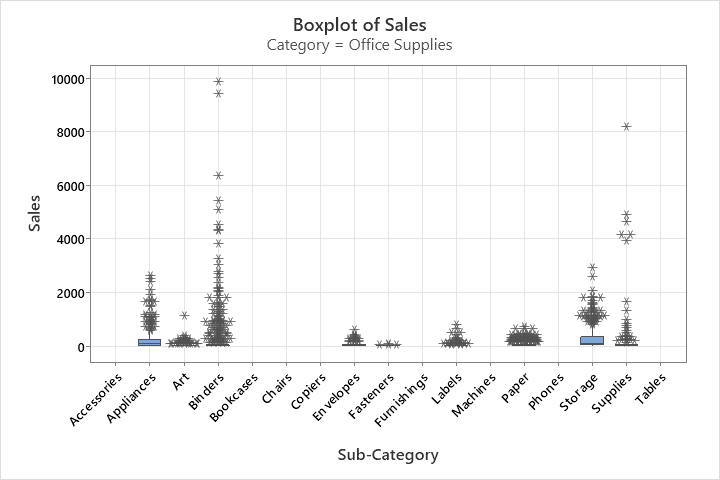 Boxplot of Sales
Category = Office Supplies
10000
8000
6000
4000
2000
0
Sales
Accessories
Appliances
Art
Binders
Bookcases
Chairs
Copiers
Envelopes
Fasteners
Furnishings
Labels
Machines
Paper
Phones
Storage
Supplies
Tables
Sub-Category